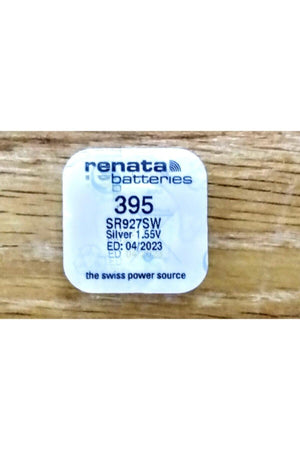 renata
batteries
395
SR927SW
Silver 1.55V
ED: 04/2023
the swiss power source